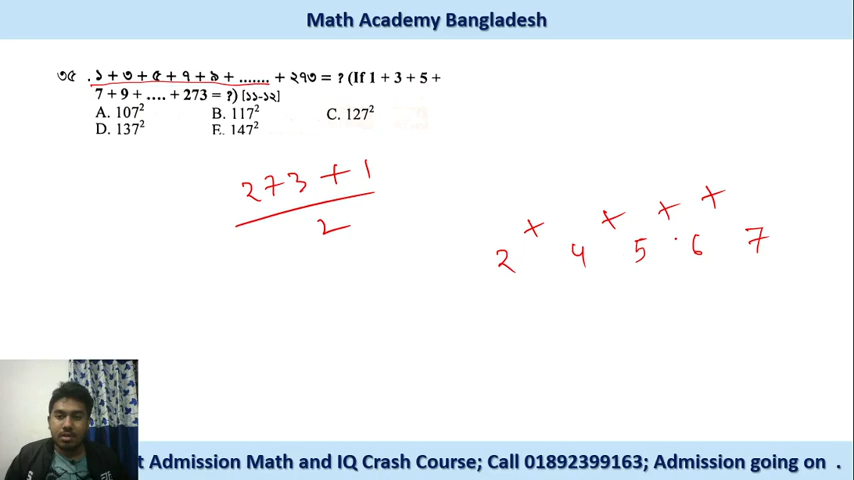 Math Academy Bangladesh
৩৫. ১ + ৩ + ৫ + ৭ + ৯ + ....... + ২৭৩ = ? (If 1 + 3 + 5 +
7 + 9 + .... + 273 = ?) [১১-১২]
A. 107² B. 117² C. 127²
D. 137² E. 147²
273 + 1
2
+ + + +
2 4 5 6 7
t Admission Math and IQ Crash Course; Call 01892399163; Admission going on .